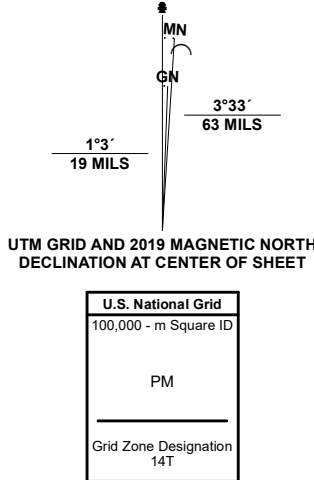 MN
GN
3°33´
63 MILS
1°3´
19 MILS
UTM GRID AND 2019 MAGNETIC NORTH
DECLINATION AT CENTER OF SHEET
U.S. National Grid
100,000 - m Square ID
PM
Grid Zone Designation
14T